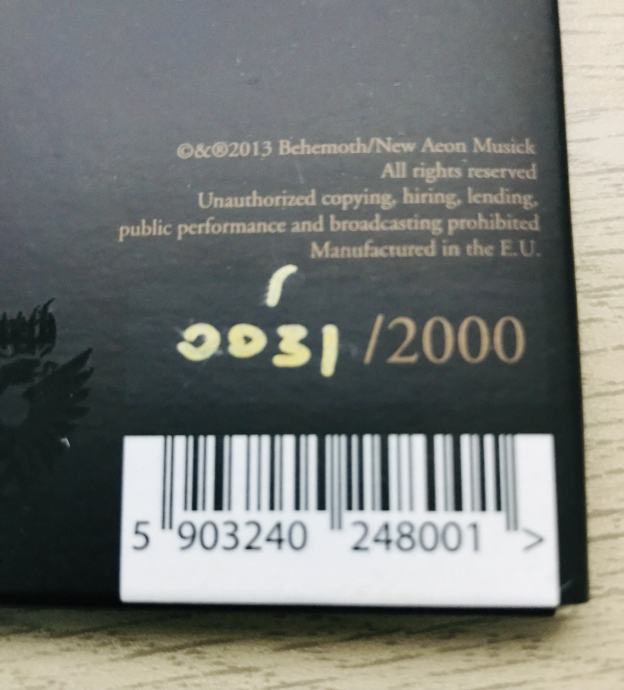 ©&®2013 Behemoth/New Aeon Musick
All rights reserved
Unauthorized copying, hiring, lending,
public performance and broadcasting prohibited
Manufactured in the E.U.
0031 /2000
5 903240 248001 >